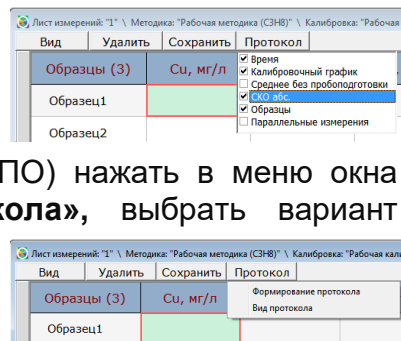 Лист измерений: "1" \ Методика: "Рабочая методика (СЗН8)" \ Калибровка: "Рабочая
Вид Удалить Сохранить Протокол
Образцы (3) Cu, мг/л
Время
Калибровочный график
Среднее без пробоподготовки
СКО абс.
Образцы
Параллельные измерения
Образец1
Образец2
ПО) нажать в меню окна
кола», выбрать вариант
Лист измерений: "1" \ Методика: "Рабочая методика (СЗН8)" \ Калибровка: "Рабочая кали
Вид Удалить Сохранить Протокол
Образцы (3) Cu, мг/л
Формирование протокола
Вид протокола
Образец1